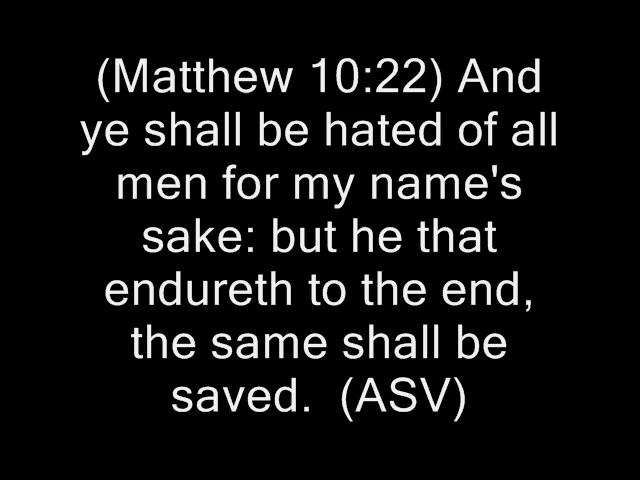 (Matthew 10:22) And
ye shall be hated of all
men for my name's
sake: but he that
endureth to the end,
the same shall be
saved.  (ASV)